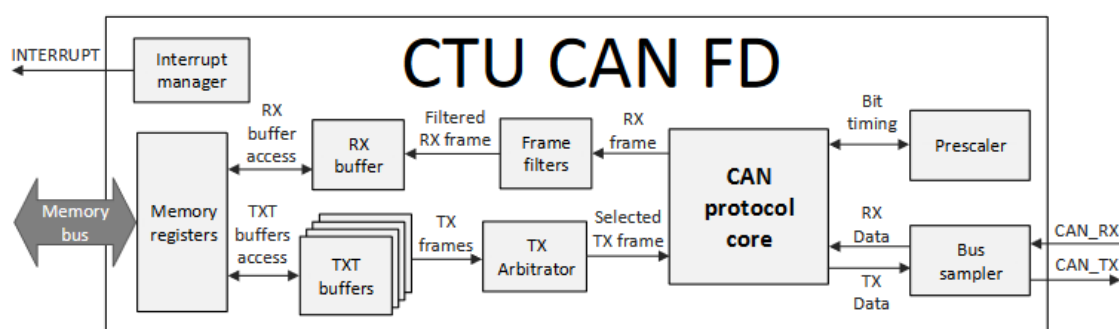 CTU CAN FD
INTERRUPT
Interrupt
manager
RX
buffer
access
Filtered
RX frame
RX
frame
Bit
timing
RX
buffer
Frame
filters
Prescaler
CAN
protocol
core
Memory
bus
Memory
registers
TXT
buffers
access
TXT
buffers
TX
frames
TX
Arbitrator
Selected
TX frame
RX
Data
TX
Data
Bus
sampler
CAN_RX
CAN_TX